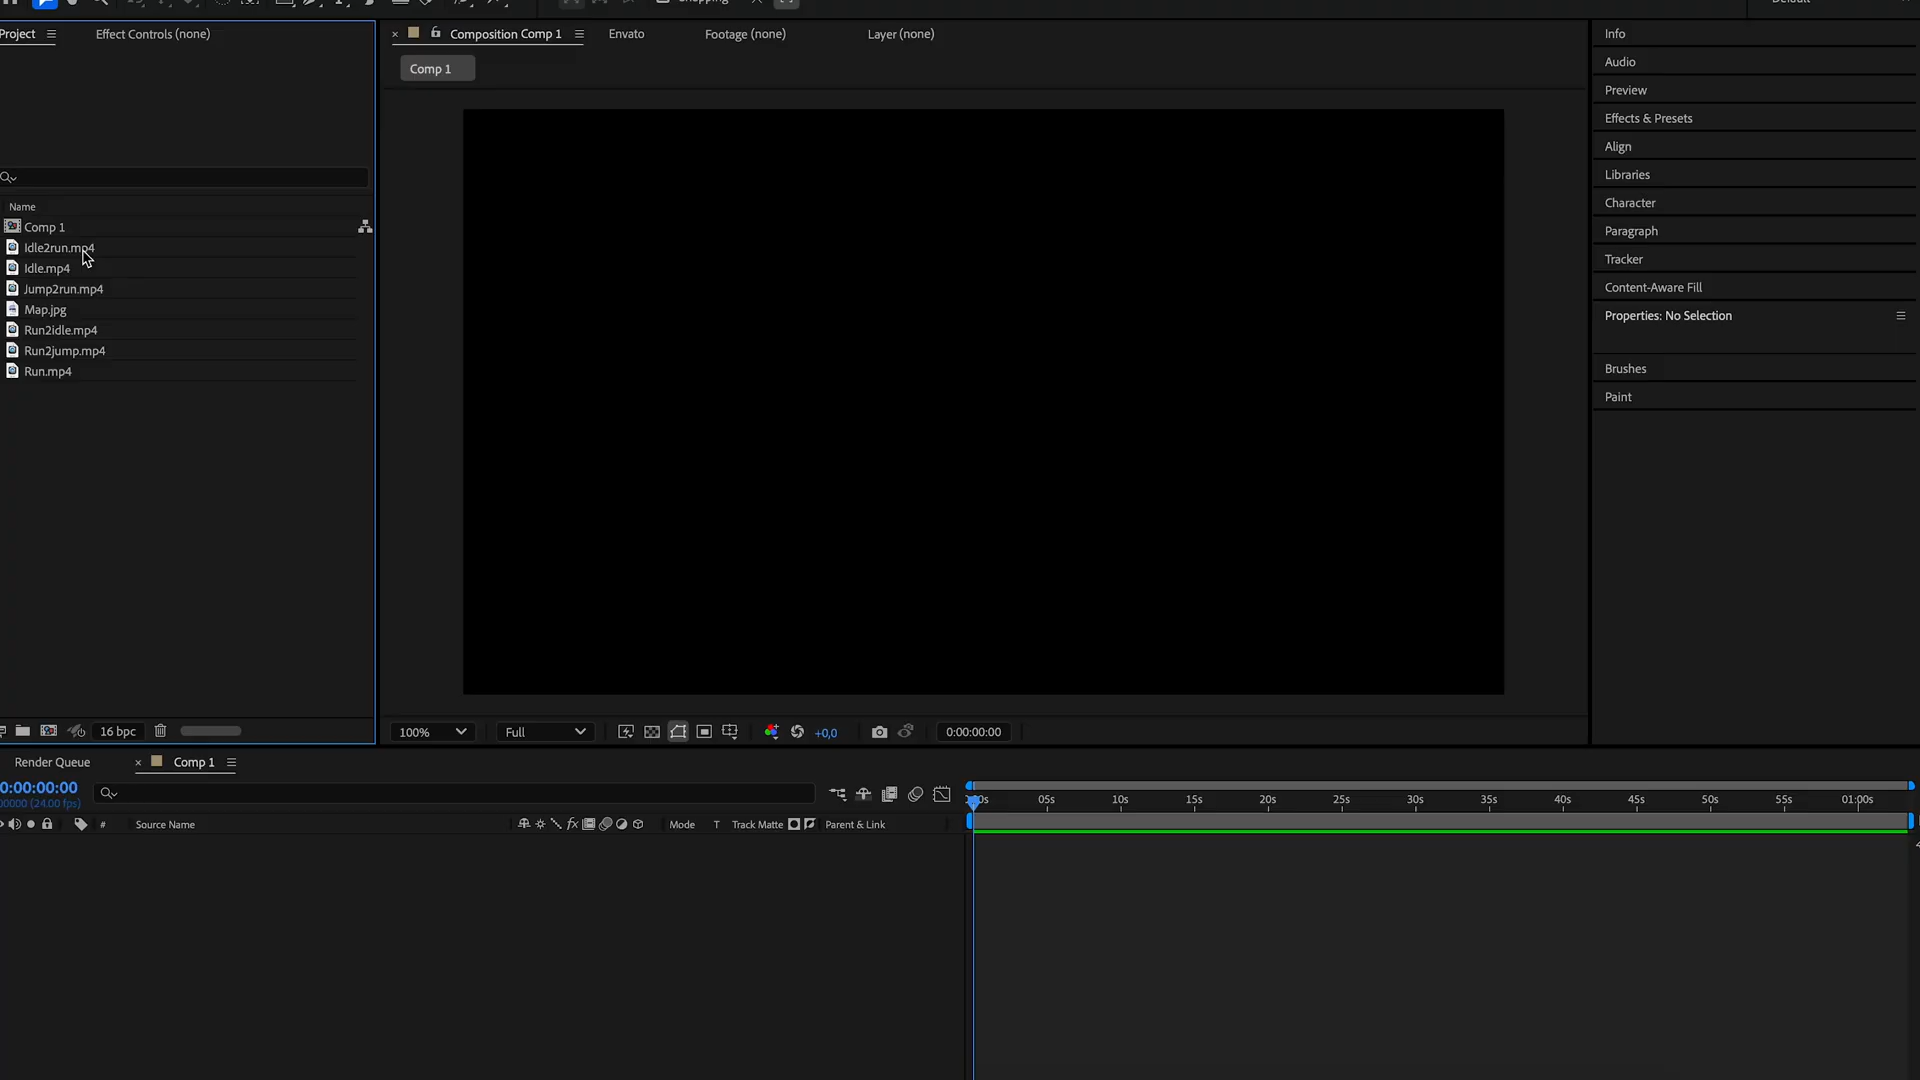 Project
Effect Controls (none)
Composition Comp 1
Envato
Footage (none)
Layer (none)
Comp 1
Name
Comp 1
Idle2run.mp4
Idle.mp4
Jump2run.mp4
Map.jpg
Run2idle.mp4
Run2jump.mp4
Run.mp4
16 bpc
100%
Full
+0,0
0:00:00:00
Info
Audio
Preview
Effects & Presets
Align
Libraries
Character
Paragraph
Tracker
Content-Aware Fill
Properties: No Selection
Brushes
Paint
Render Queue
Comp 1
0:00:00:00
00000 (24.00 fps)
# Source Name
Mode T Track Matte Parent & Link
05s 10s 15s 20s 25s 30s 35s 40s 45s 50s 55s 01:00s